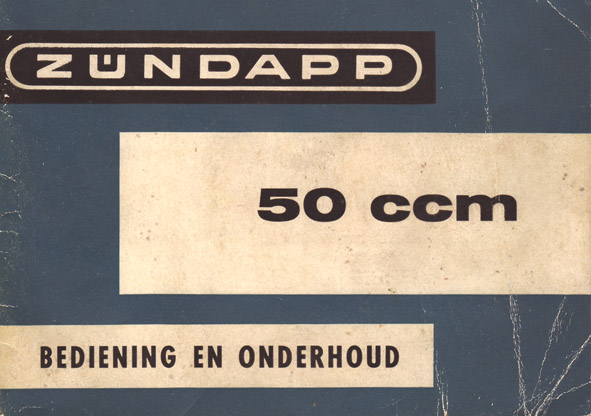 ZÜNDAPP
50 ccm
BEDIENING EN ONDERHOUD